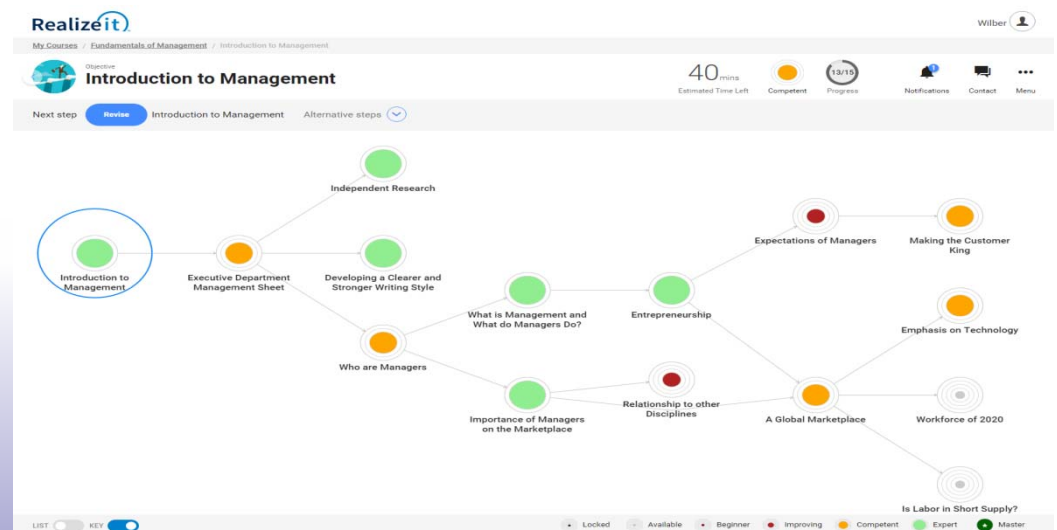 Realizeit
Wilber
My Courses / Fundamentals of Management / Introduction to Management
Objective
Introduction to Management
40 mins
Estimated Time Left
Competent
13/15
Progress
1
Notifications
Contact
Menu
Next step
Revise
Introduction to Management
Alternative steps
Independent Research
Introduction to
Management
Executive Department
Management Sheet
Developing a Clearer and
Stronger Writing Style
Expectations of Managers
Making the Customer
King
What is Management and
What do Managers Do?
Entrepreneurship
Emphasis on Technology
Who are Managers
Importance of Managers
on the Marketplace
Relationship to other
Disciplines
A Global Marketplace
Workforce of 2020
Is Labor in Short Supply?
LIST
KEY
Locked
Available
Beginner
Improving
Competent
Expert
Master